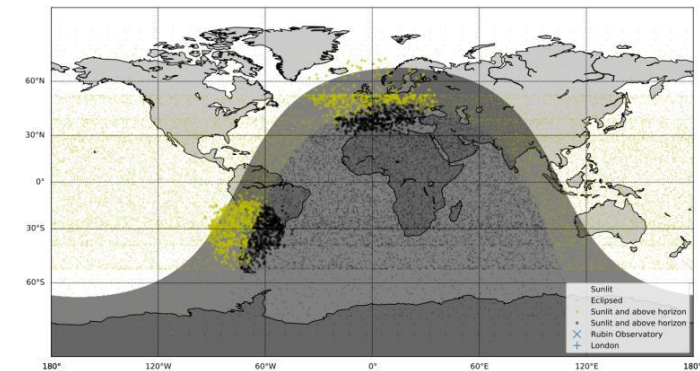 60°N
30°N
0°
30°S
60°S
Sunlit
Eclipsed
Sunlit and above horizon
Sunlit and above horizon
Rubin Observatory
London
180° 120°W 60°W 0° 60°E 120°E 180°